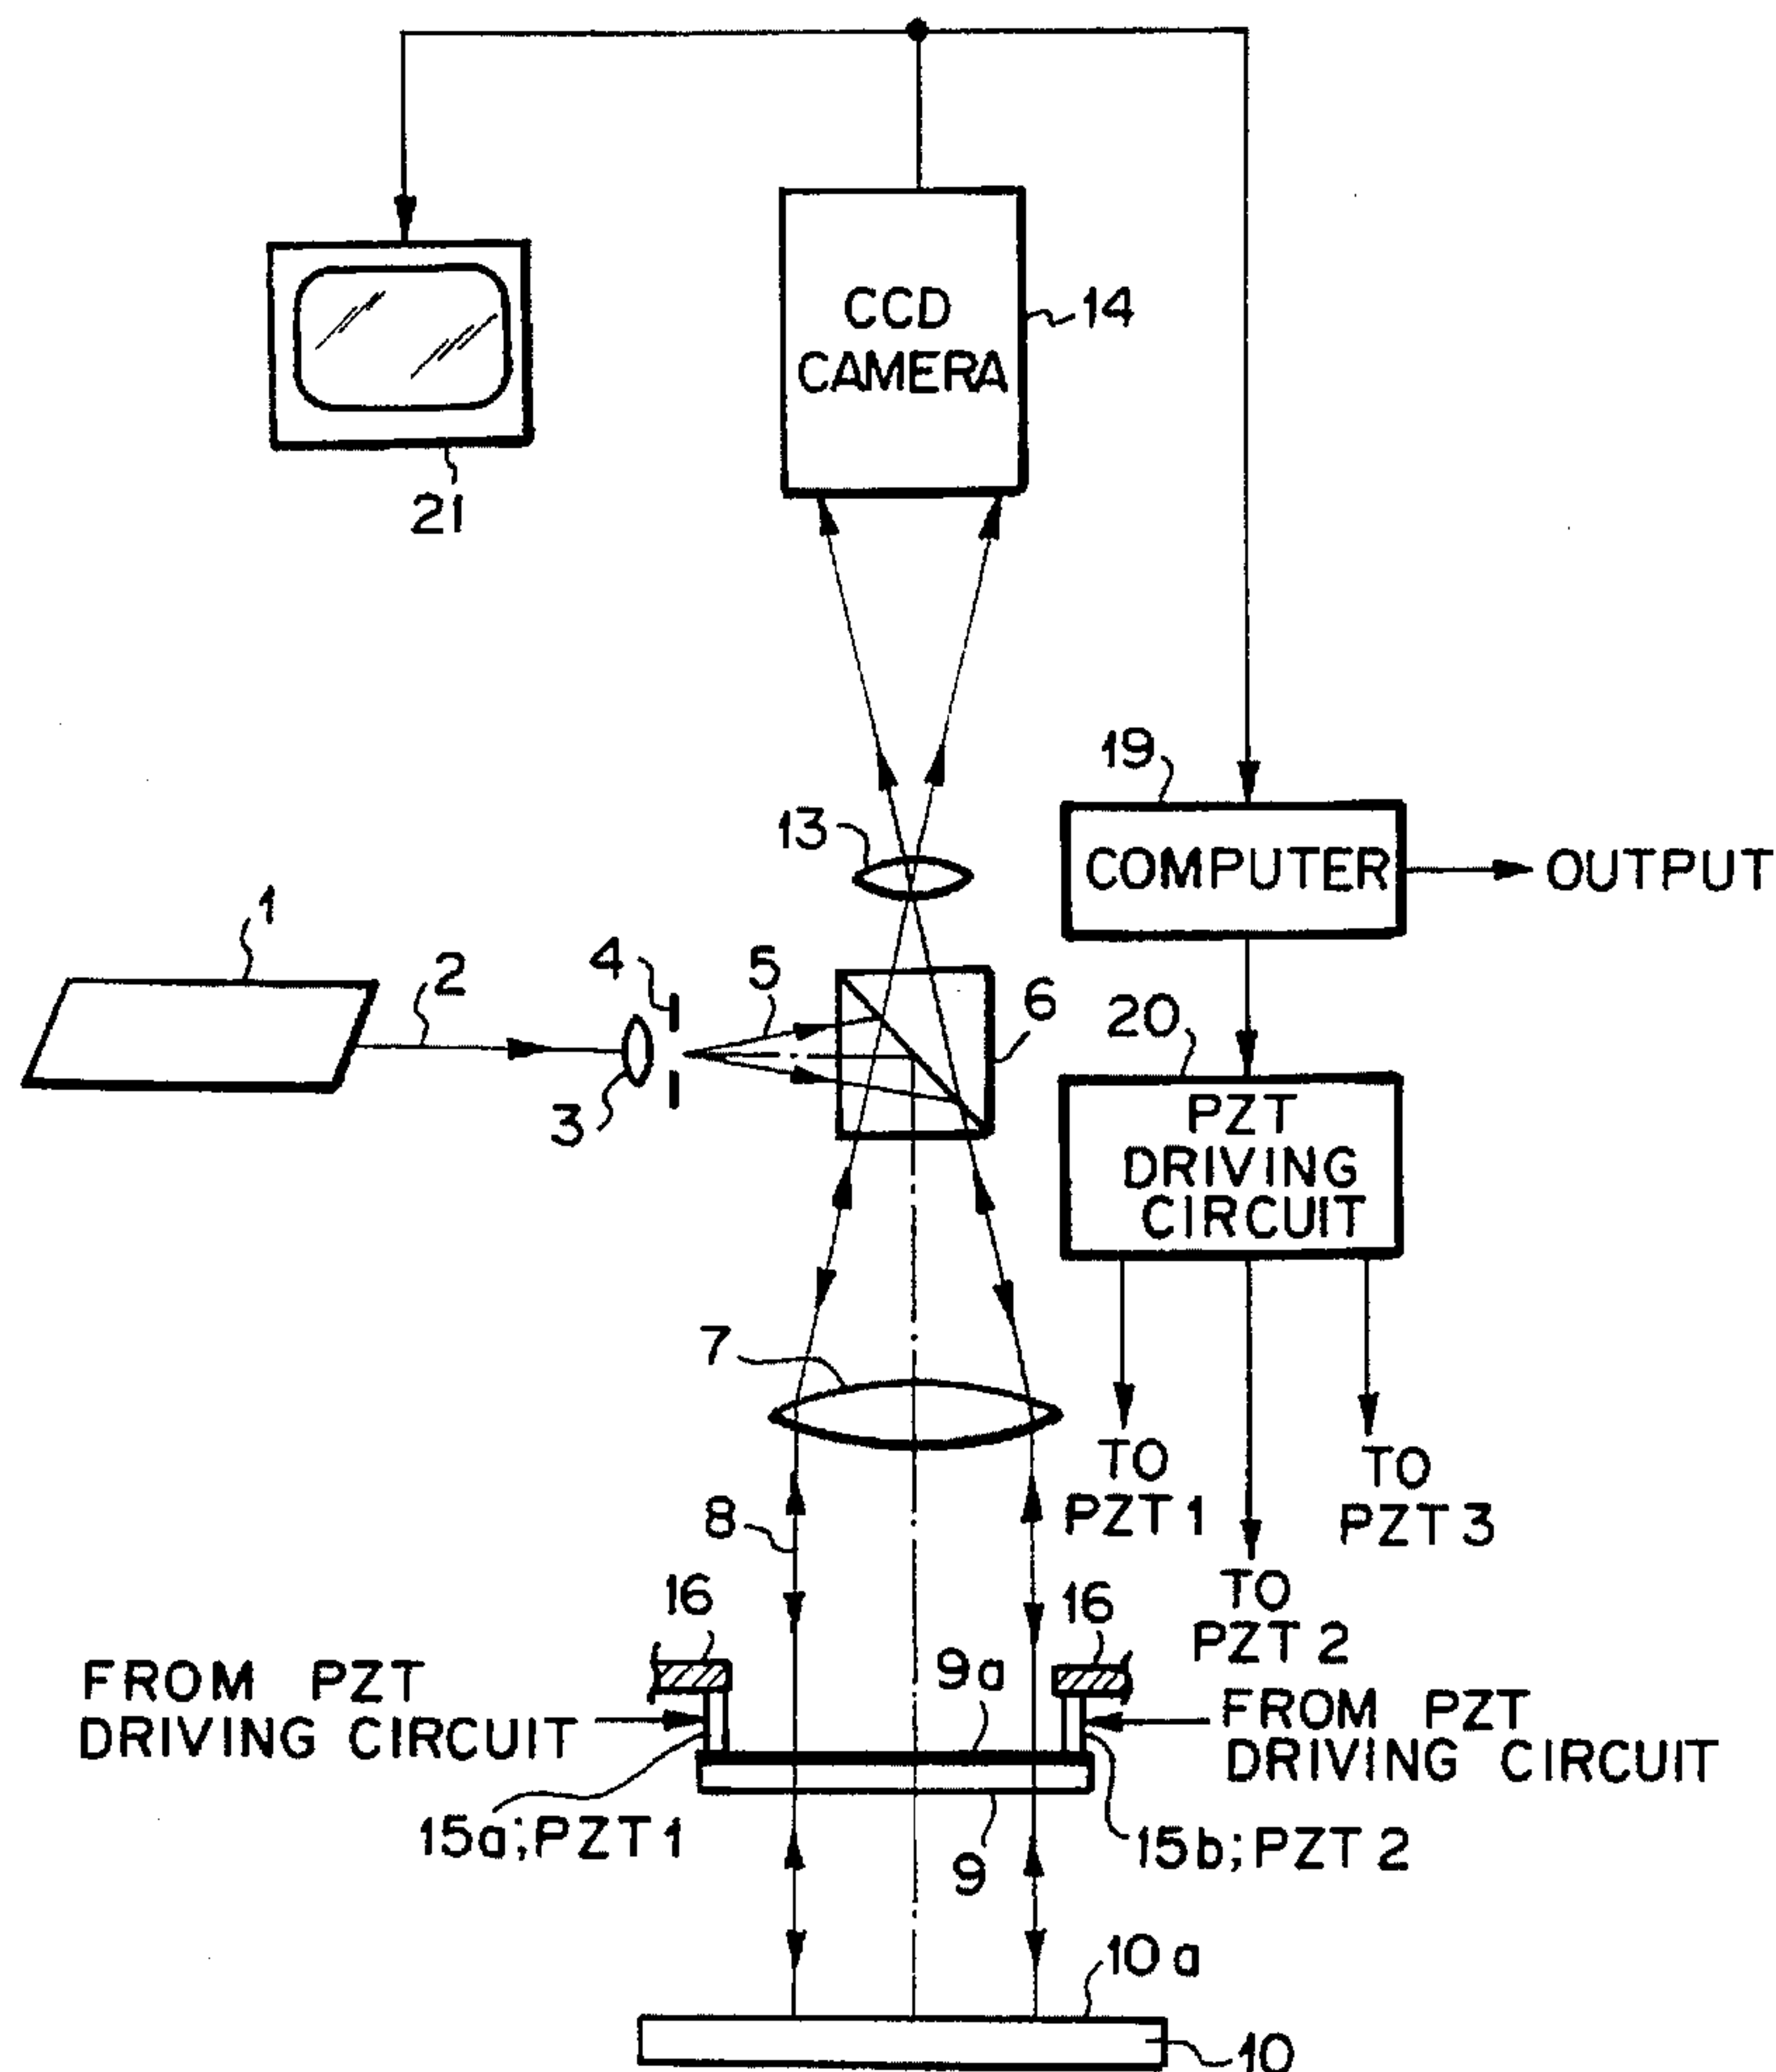 CCD
CAMERA
14
21
19
13
COMPUTER
OUTPUT
1
2
4
5
6
3
20
PZT
DRIVING
CIRCUIT
7
TO
PZT 1
TO
PZT 3
8
TO
PZT 2
16
16
9a
FROM PZT
DRIVING CIRCUIT
FROM PZT
DRIVING CIRCUIT
15a;PZT 1
9
15b;PZT 2
10a
10